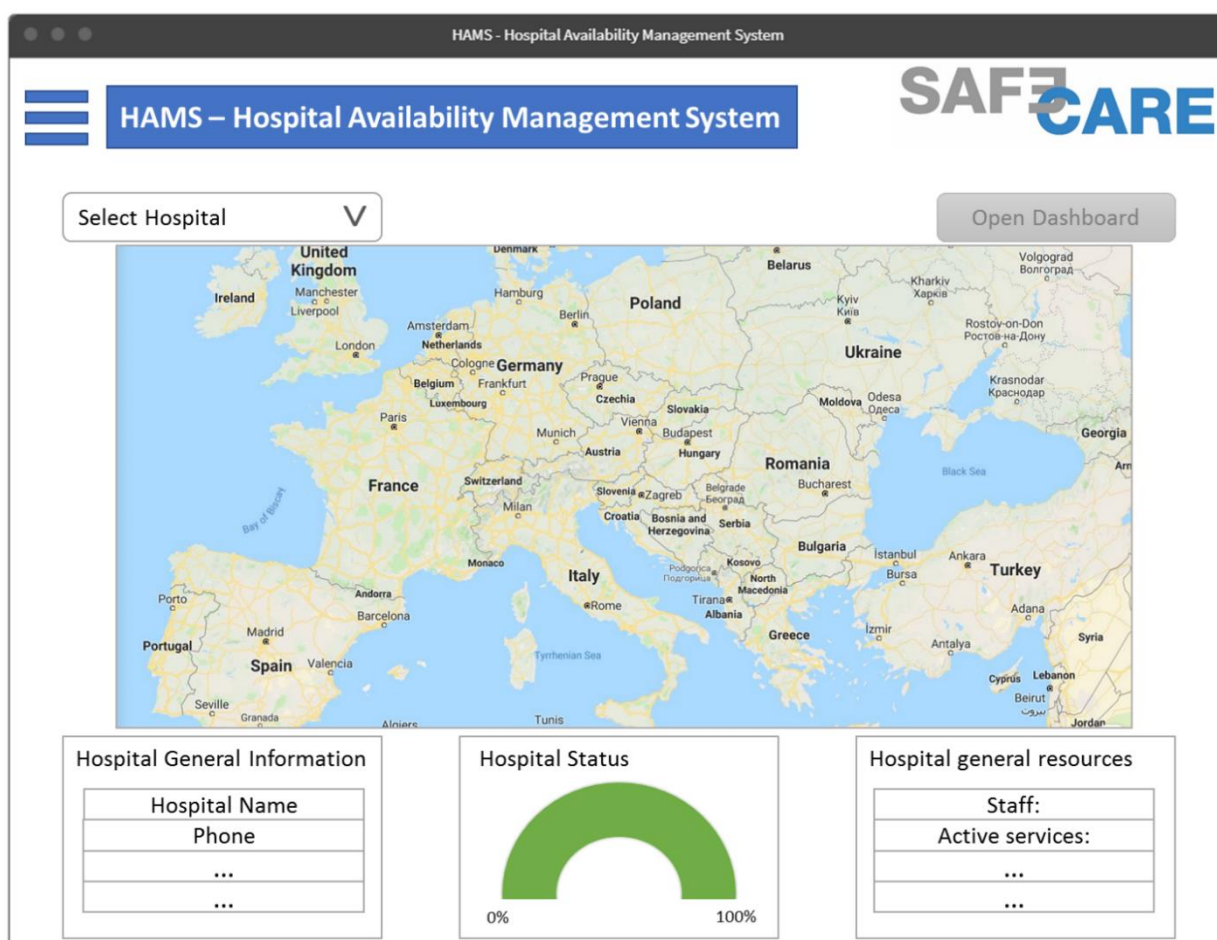 HAMS - Hospital Availability Management System
HAMS – Hospital Availability Management System
SAFECARE
Select Hospital
Open Dashboard
United
Kingdom
Denmark
Belarus
Volgograd
Волгоград
Ireland
Manchester
Liverpool
Hamburg
Poland
Kharkiv
Харків
Kyiv
Київ
Amsterdam
Netherlands
Berlin
London
Rostov-on-Don
Ростов-на-Дону
Ukraine
Cologne
Germany
Belgium
Frankfurt
Prague
Czechia
Krasnodar
Краснодар
Luxembourg
Paris
Slovakia
Moldova
Odesa
Одеса
Munich
Vienna
Budapest
Austria
Hungary
Georgia
France
Switzerland
Romania
Black Sea
Milan
Slovenia
Zagreb
Belgrade
Београд
Bucharest
Bay of Biscay
Croatia
Bosnia and
Herzegovina
Serbia
Bulgaria
Monaco
Italy
Podgorica
Подгорица
Kosovo
North
Macedonia
İstanbul
Bursa
Ankara
Turkey
Porto
Andorra
Barcelona
Rome
Tirana
Albania
Adana
Portugal
Madrid
Spain
Valencia
Tyrrhenian Sea
Greece
İzmir
Antalya
Syria
Cyprus
Lebanon
Beirut
بيروت
Seville
Granada
Algiers
Tunis
Jordan
Hospital General Information
Hospital Name
Phone
...
...
Hospital Status
0%
100%
Hospital general resources
Staff:
Active services:
...
...